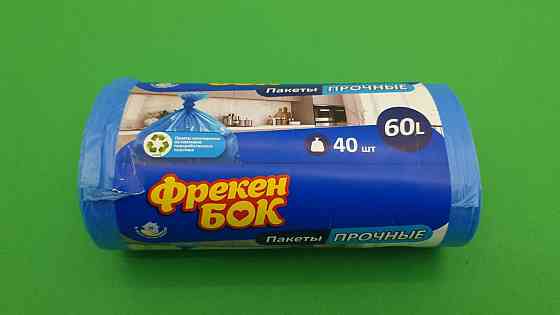 Пакеты ПРОЧНЫЕ
60L
40 шт
Фрекен
БОК
Пакеты ПРОЧНЫЕ